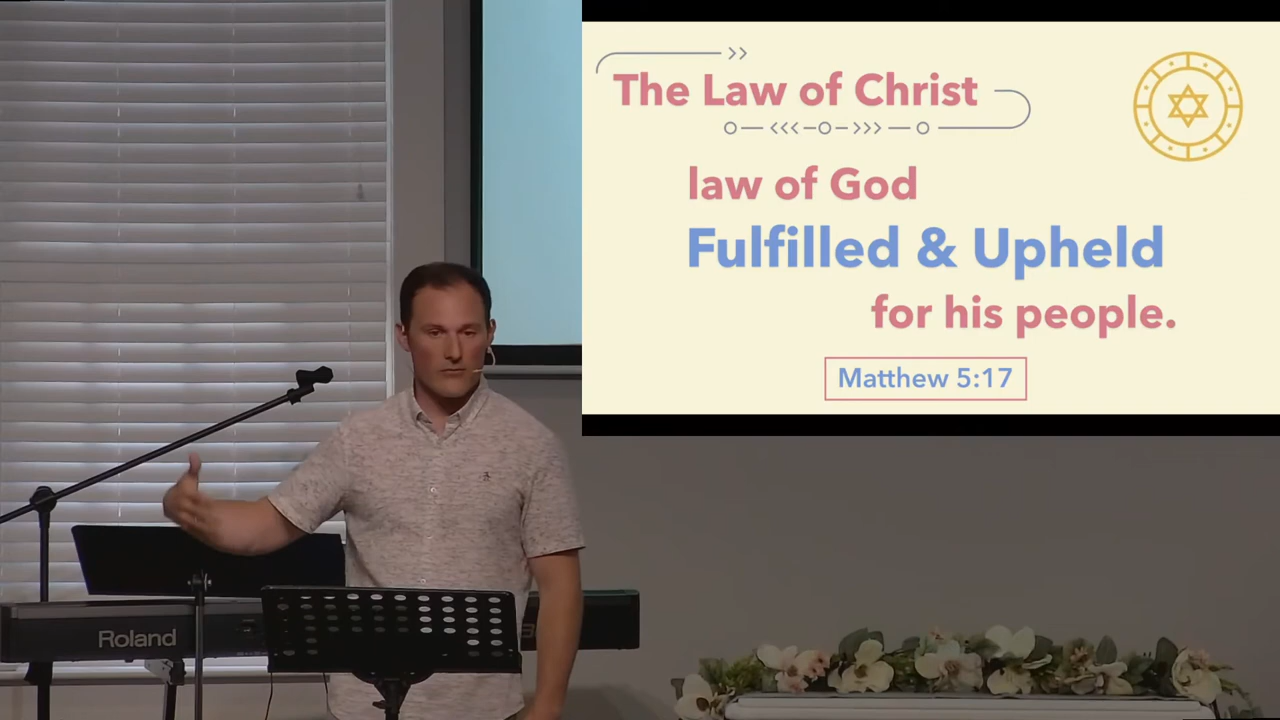 The Law of Christ
law of God
Fulfilled & Upheld
for his people.
Matthew 5:17
Roland